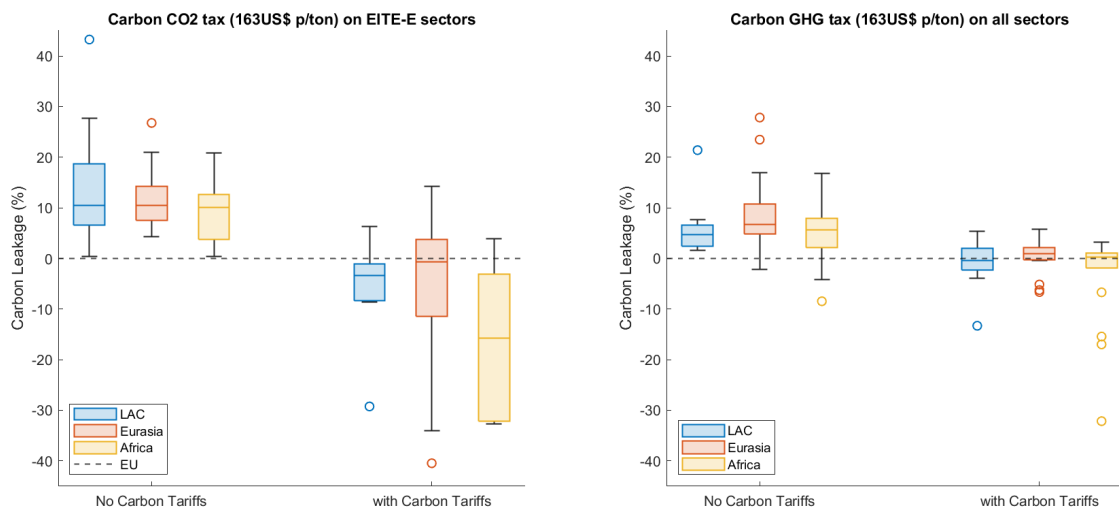 Carbon CO2 tax (163US$ p/ton) on EITE-E sectors
Carbon Leakage (%)
40
30
20
10
0
-10
-20
-30
-40
LAC
Eurasia
Africa
EU
No Carbon Tariffs
with Carbon Tariffs
Carbon GHG tax (163US$ p/ton) on all sectors
Carbon Leakage (%)
40
30
20
10
0
-10
-20
-30
-40
LAC
Eurasia
Africa
No Carbon Tariffs
with Carbon Tariffs